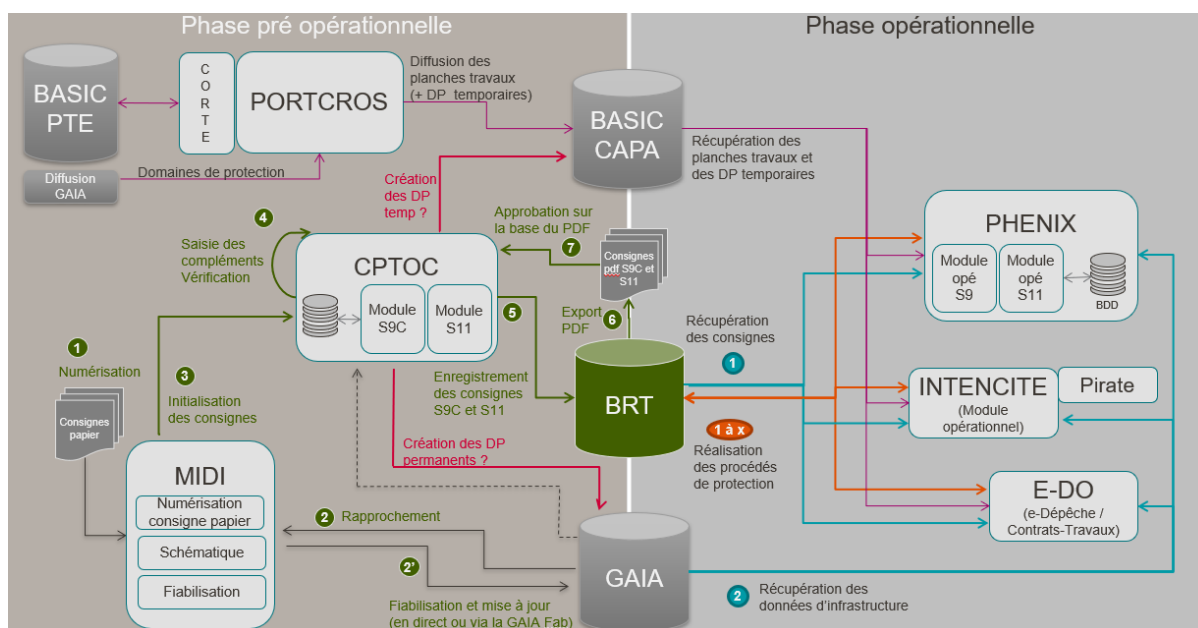 Phase pré opérationnelle
Phase opérationnelle
BASIC
PTE
C
O
R
T
E
PORTCROS
Diffusion des
planches travaux
(+ DP temporaires)
BASIC
CAPA
Récupération des
planches travaux et
des DP temporaires
Diffusion
GAIA
Domaines de protection
Création
des DP
temp ?
4
Saisie des
compléments
Vérification
CPTOC
Module
S9C
Module
S11
Approbation sur
la base du PDF
7
Consignes
pdf S9C et
S11
5
Export
PDF
6
PHENIX
Module
opé
S9
Module
opé
S11
BDD
1
Numérisation
Consignes
papier
3
Initialisation
des consignes
Enregistrement
des consignes
S9C et S11
BRT
Récupération
des consignes
1
1 à x
Réalisation
des procédés
de protection
INTENCITE
(Module
opérationnel)
Pirate
Création des DP
permanents ?
MIDI
Numérisation
consigne papier
Schématique
Fiabilisation
2
Rapprochement
2'
Fiabilisation et mise à jour
(en direct ou via la GAIA Fab)
GAIA
E-DO
(e-Dépêche /
Contrats-Travaux)
2
Récupération des
données d'infrastructure